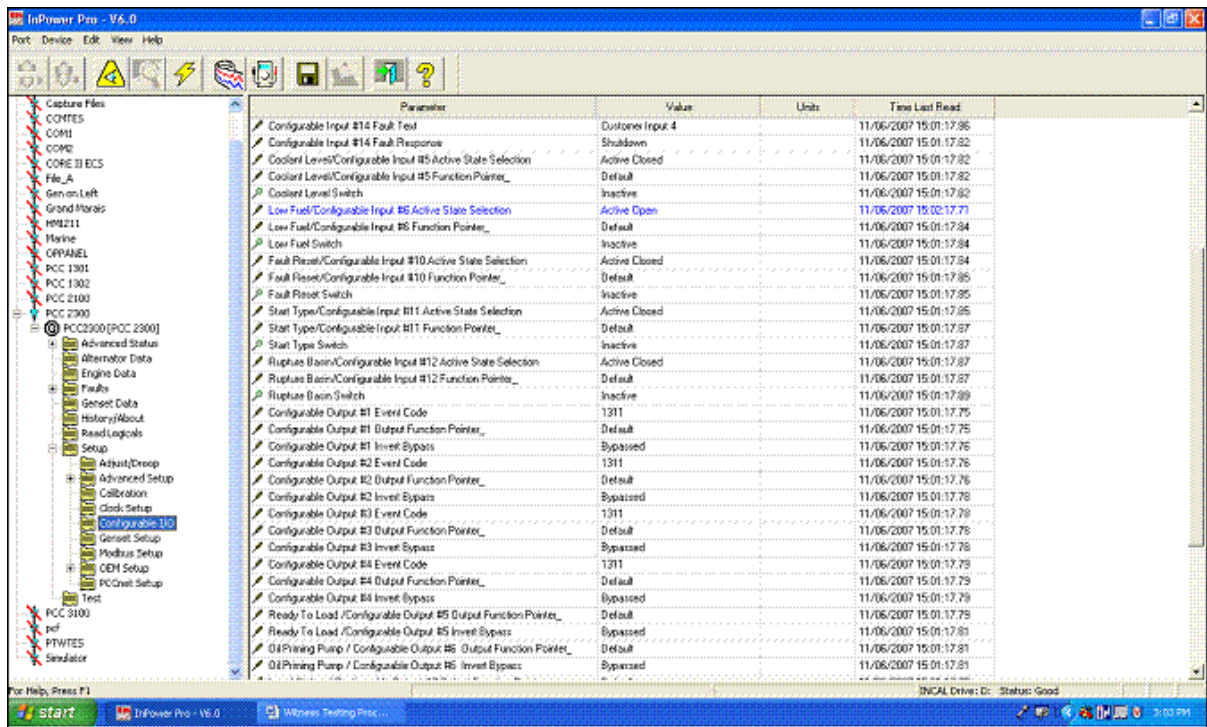 InPower Pro - V6.0
Port Device Edit View Help
Capture Files
CCMTES
COM1
COM2
CORE II ECS
File_A
Gen on Left
Grand Marais
HMI211
Marine
OPPANEL
PCC 1301
PCC 1302
PCC 2100
PCC 2300
PCC2300 [PCC 2300]
Advanced Status
Alternator Data
Engine Data
Faults
Genset Data
History/About
Read Logicals
Setup
Adjust/Droop
Advanced Setup
Calibration
Clock Setup
Configurable I/O
Genset Setup
Modbus Setup
OEM Setup
PCCnet Setup
Test
PCC 3100
pcf
PTWTES
Simulator
Parameter Value Units Time Last Read
Configurable Input #14 Fault Text Customer Input 4 11/06/2007 15:01:17.96
Configurable Input #14 Fault Response Shutdown 11/06/2007 15:01:17.82
Coolant Level/Configurable Input #5 Active State Selection Active Closed 11/06/2007 15:01:17.82
Coolant Level/Configurable Input #5 Function Pointer_ Default 11/06/2007 15:01:17.82
Coolant Level Switch Inactive 11/06/2007 15:01:17.82
Low Fuel/Configurable Input #6 Active State Selection Active Open 11/06/2007 15:02:17.71
Low Fuel/Configurable Input #6 Function Pointer_ Default 11/06/2007 15:01:17.84
Low Fuel Switch Inactive 11/06/2007 15:01:17.84
Fault Reset/Configurable Input #10 Active State Selection Active Closed 11/06/2007 15:01:17.84
Fault Reset/Configurable Input #10 Function Pointer_ Default 11/06/2007 15:01:17.85
Fault Reset Switch Inactive 11/06/2007 15:01:17.85
Start Type/Configurable Input #11 Active State Selection Active Closed 11/06/2007 15:01:17.85
Start Type/Configurable Input #11 Function Pointer_ Default 11/06/2007 15:01:17.87
Start Type Switch Inactive 11/06/2007 15:01:17.87
Rupture Basin/Configurable Input #12 Active State Selection Active Closed 11/06/2007 15:01:17.87
Rupture Basin/Configurable Input #12 Function Pointer_ Default 11/06/2007 15:01:17.87
Rupture Basin Switch Inactive 11/06/2007 15:01:17.89
Configurable Output #1 Event Code 1311 11/06/2007 15:01:17.75
Configurable Output #1 Output Function Pointer_ Default 11/06/2007 15:01:17.75
Configurable Output #1 Invert Bypass Bypassed 11/06/2007 15:01:17.76
Configurable Output #2 Event Code 1311 11/06/2007 15:01:17.76
Configurable Output #2 Output Function Pointer_ Default 11/06/2007 15:01:17.76
Configurable Output #2 Invert Bypass Bypassed 11/06/2007 15:01:17.78
Configurable Output #3 Event Code 1311 11/06/2007 15:01:17.78
Configurable Output #3 Output Function Pointer_ Default 11/06/2007 15:01:17.78
Configurable Output #3 Invert Bypass Bypassed 11/06/2007 15:01:17.78
Configurable Output #4 Event Code 1311 11/06/2007 15:01:17.79
Configurable Output #4 Output Function Pointer_ Default 11/06/2007 15:01:17.79
Configurable Output #4 Invert Bypass Bypassed 11/06/2007 15:01:17.79
Ready To Load /Configurable Output #5 Output Function Pointer_ Default 11/06/2007 15:01:17.79
Ready To Load /Configurable Output #5 Invert Bypass Bypassed 11/06/2007 15:01:17.81
Oil Priming Pump / Configurable Output #6 Output Function Pointer_ Default 11/06/2007 15:01:17.81
Oil Priming Pump / Configurable Output #6 Invert Bypass Bypassed 11/06/2007 15:01:17.81
For Help, Press F1 INCAL Drive: D: Status: Good
start InPower Pro - V6.0 Witness Testing Proc... 3:03 PM